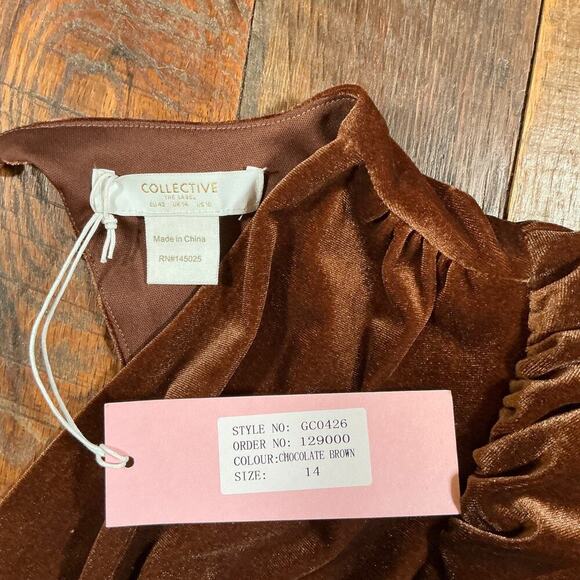 COLLECTIVE
THE LABEL
EU 42 UK 14 US 10
Made in China
RN#145025
STYLE NO: GC0426
ORDER NO: 129000
COLOUR:CHOCOLATE BROWN
SIZE: 14